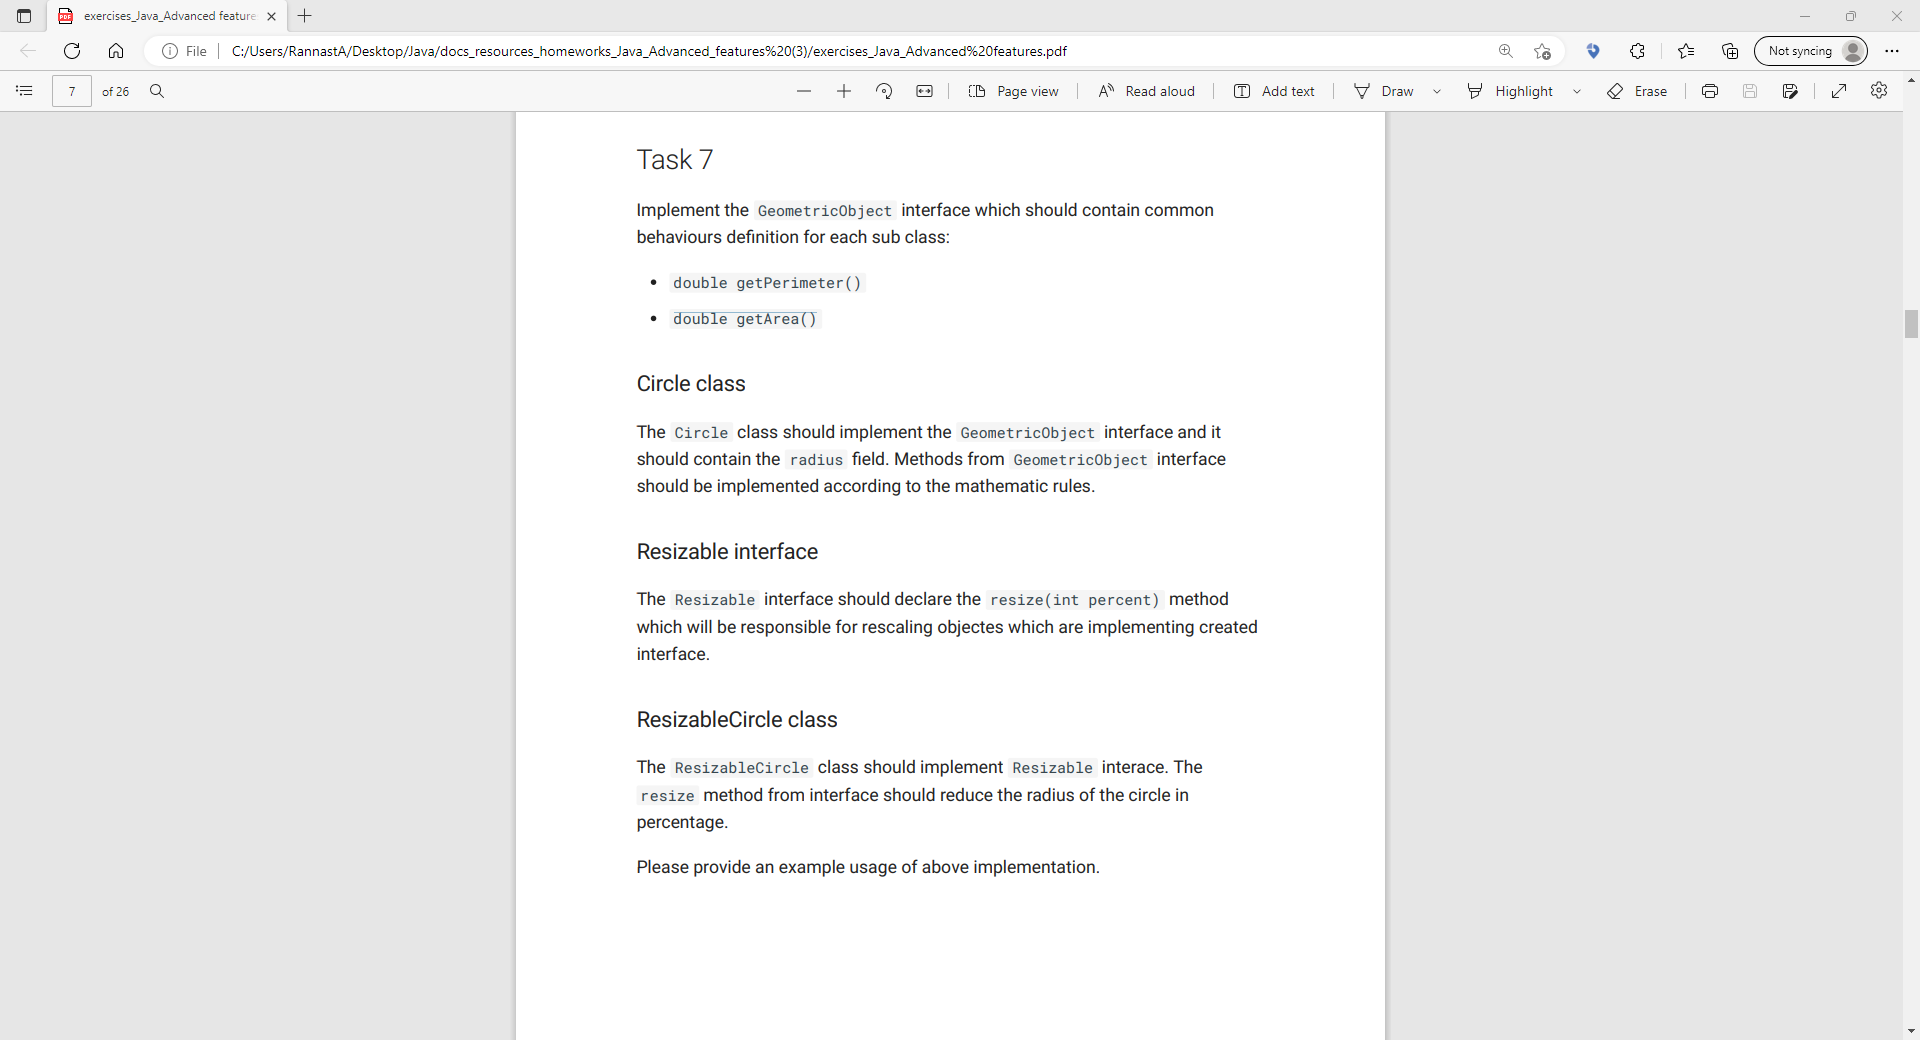 exercises_Java_Advanced feature
File
C:/Users/RannastA/Desktop/Java/docs_resources_homeworks_Java_Advanced_features%20(3)/exercises_Java_Advanced%20features.pdf
Not syncing
7 of 26
Page view
Read aloud
Add text
Draw
Highlight
Erase
Task 7
Implement the GeometricObject interface which should contain common
behaviours definition for each sub class:
• double getPerimeter()
• double getArea()
Circle class
The Circle class should implement the GeometricObject interface and it
should contain the radius field. Methods from GeometricObject interface
should be implemented according to the mathematic rules.
Resizable interface
The Resizable interface should declare the resize(int percent) method
which will be responsible for rescaling objectes which are implementing created
interface.
ResizableCircle class
The ResizableCircle class should implement Resizable interace. The
resize method from interface should reduce the radius of the circle in
percentage.
Please provide an example usage of above implementation.